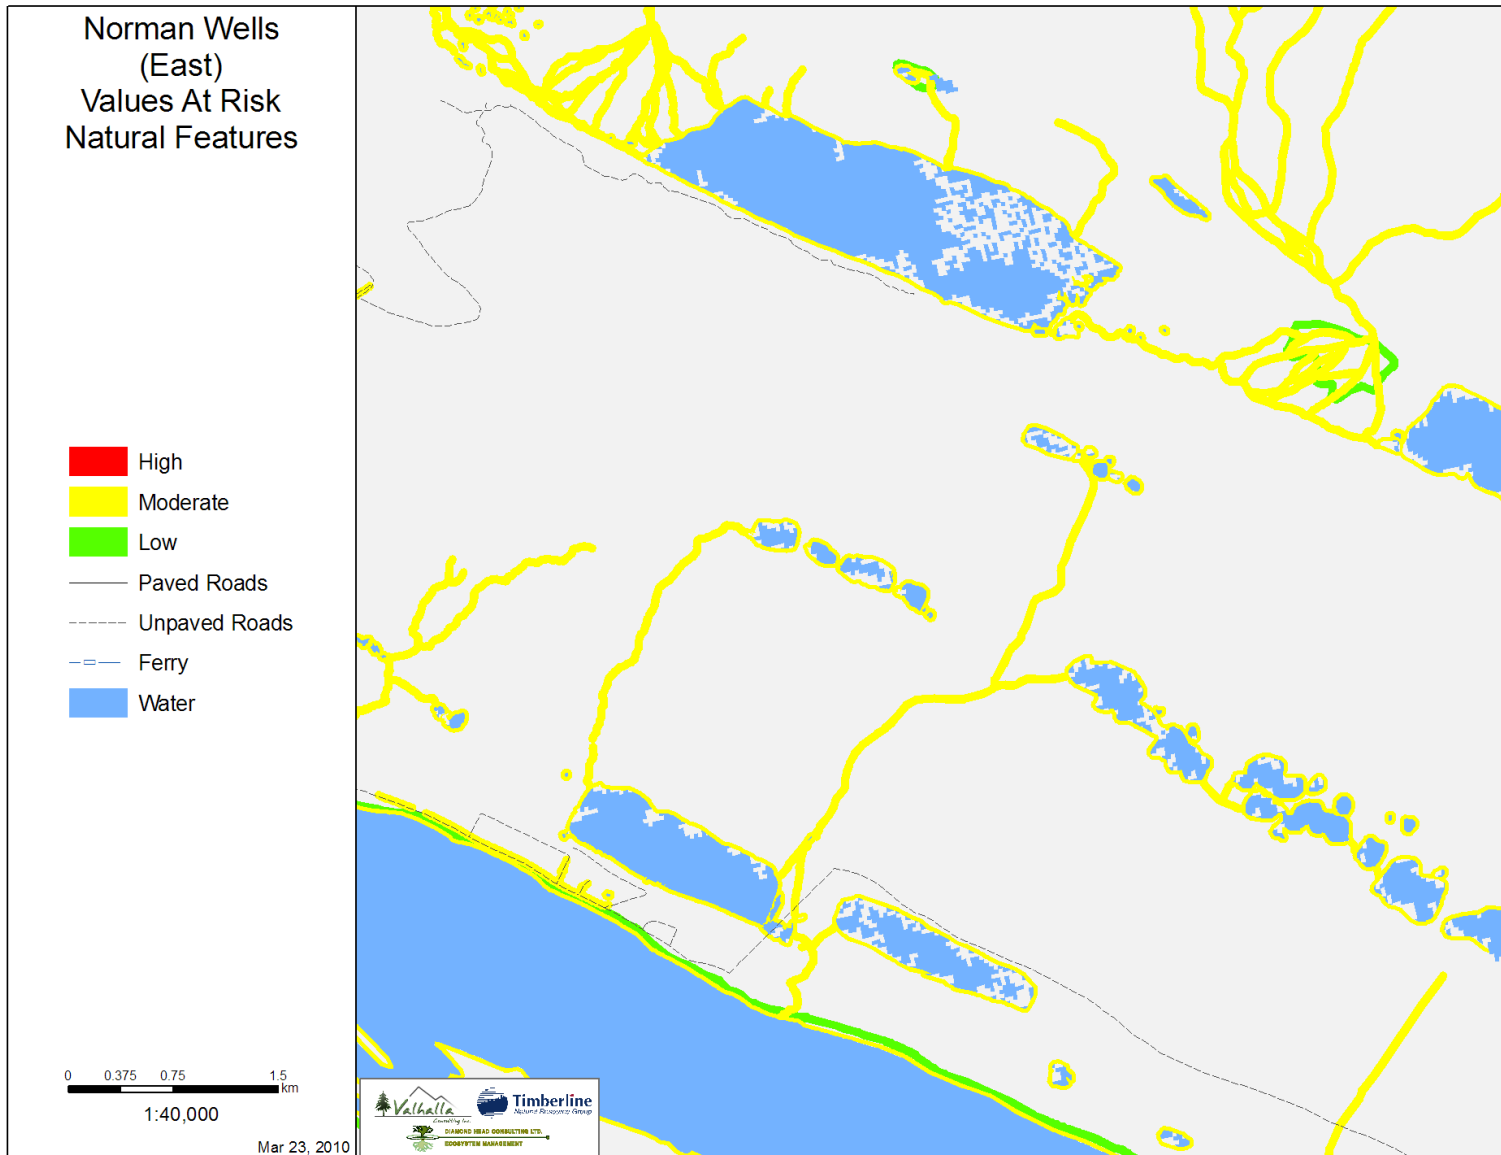 Norman Wells
(East)
Values At Risk
Natural Features
High
Moderate
Low
Paved Roads
Unpaved Roads
Ferry
Water
0 0.375 0.75 1.5
km
1:40,000
Mar 23, 2010
Valhalla
Consulting Inc.
Timberline
Natural Resource Group
DIAMOND HEAD CONSULTING LTD.
ECOSYSTEM MANAGEMENT